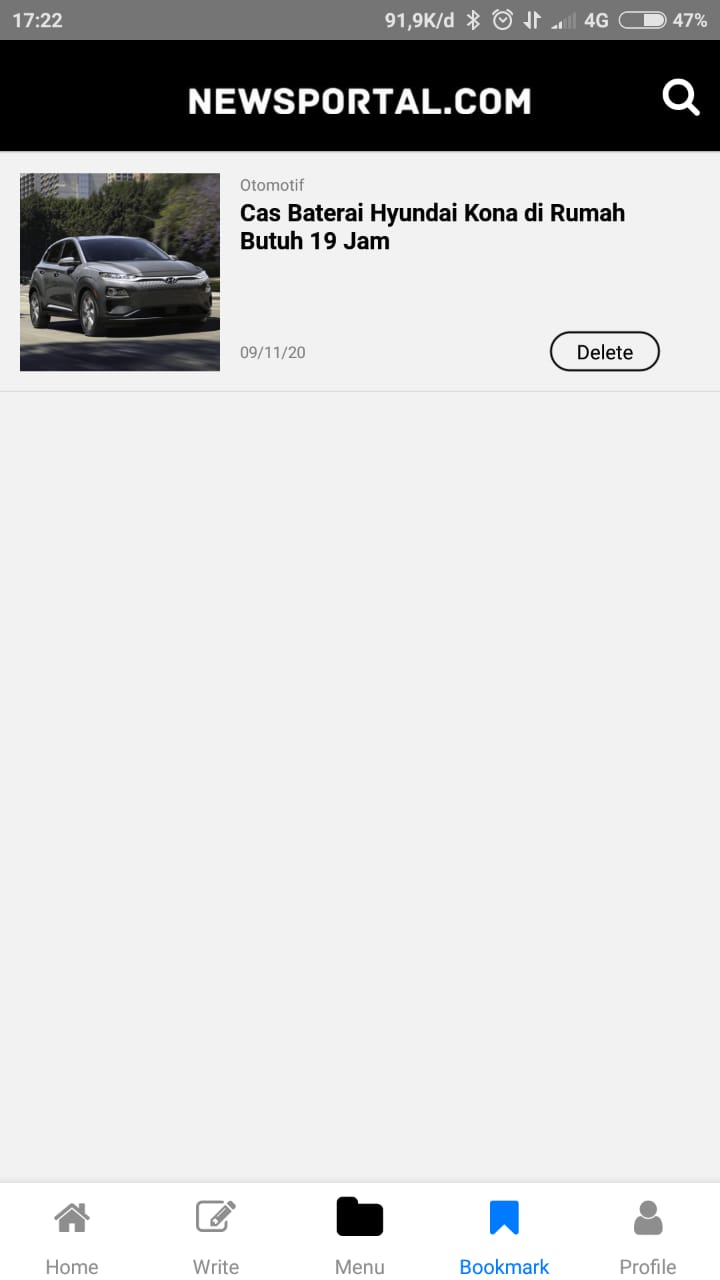 17:22
91,9K/d
4G
47%
NEWSPORTAL.COM
Otomotif
Cas Baterai Hyundai Kona di Rumah
Butuh 19 Jam
09/11/20
Delete
Home
Write
Menu
Bookmark
Profile